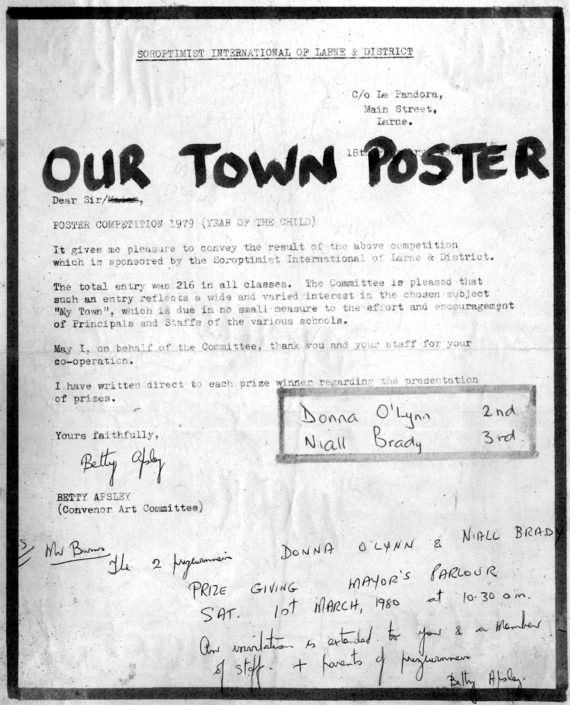 SOROPTIMIST INTERNATIONAL OF LARNE & DISTRICT
C/o Le Pandora,
Main Street,
Larne.
OUR TOWN POSTER
Dear Sir/
POSTER COMPETITION 1979 (YEAR OF THE CHILD)
It gives me pleasure to convey the result of the above competition
which is sponsored by the Soroptimist International of Larne & District.
The total entry was 216 in all classes. The Committee is pleased that
such an entry reflects a wide and varied interest in the chosen subject
"My Town", which is due in no small measure to the effort and encouragement
of Principals and Staffs of the various schools.
May I, on behalf of the Committee, thank you and your staff for your
co-operation.
I have written direct to each prize winner regarding the presentation
of prizes.
Donna O'Lynn 2nd
Niall Brady 3rd.
Yours faithfully,
Betty Apsley
BETTY APSLEY
(Convenor Art Committee)
Mr Burns
The 2 prizewinners DONNA O'LYNN & NIALL BRADY
PRIZE GIVING MAYOR'S PARLOUR
SAT. 1st MARCH, 1980 at 10-30 a.m.
An invitation is extended to you & a member
of staff. + parents of prizewinners
Betty Apsley.